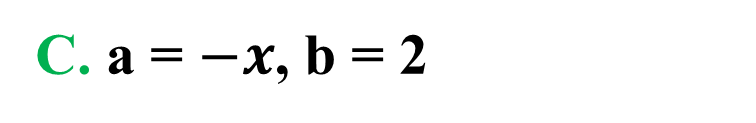 C. a = −x, b = 2